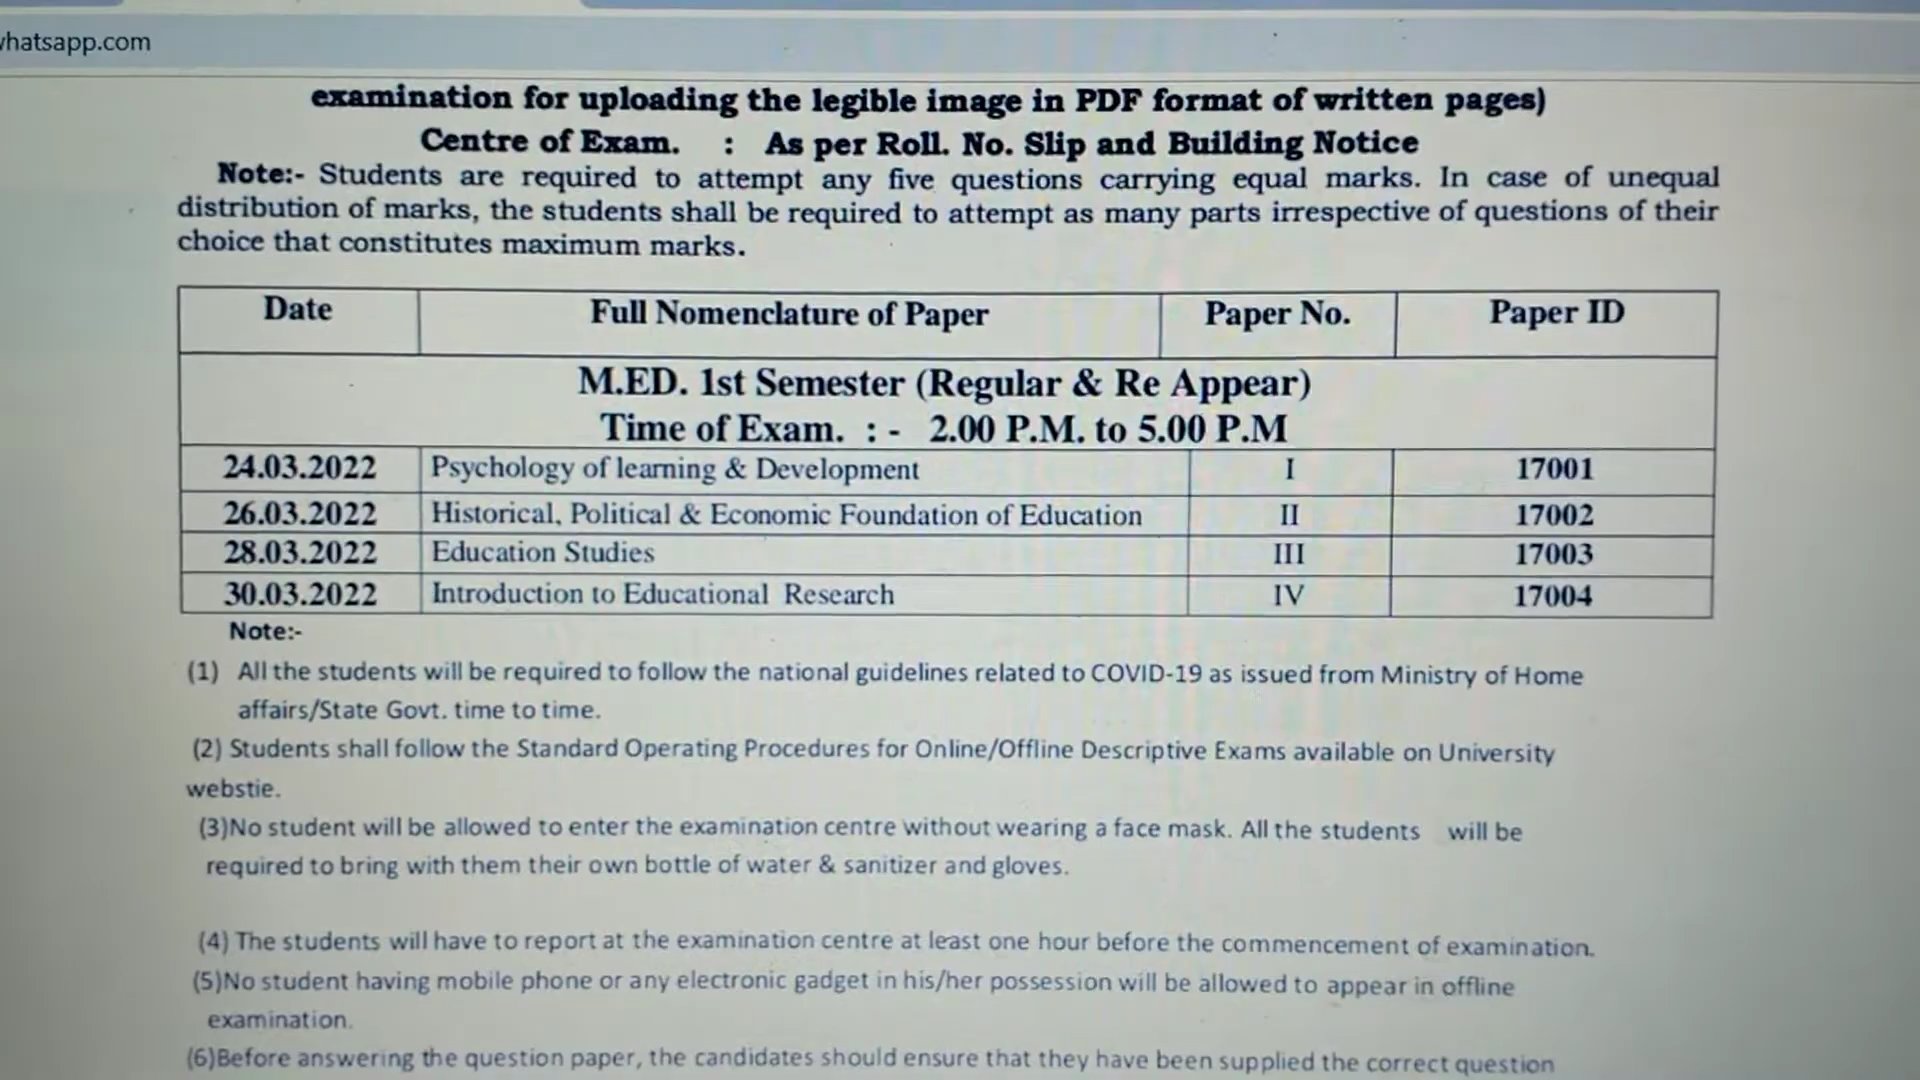 whatsapp.com
examination for uploading the legible image in PDF format of written pages)
Centre of Exam. : As per Roll. No. Slip and Building Notice
Note:- Students are required to attempt any five questions carrying equal marks. In case of unequal
distribution of marks, the students shall be required to attempt as many parts irrespective of questions of their
choice that constitutes maximum marks.
Date Full Nomenclature of Paper Paper No. Paper ID
M.ED. 1st Semester (Regular & Re Appear)
Time of Exam. : - 2.00 P.M. to 5.00 P.M
24.03.2022 Psychology of learning & Development I 17001
26.03.2022 Historical, Political & Economic Foundation of Education II 17002
28.03.2022 Education Studies III 17003
30.03.2022 Introduction to Educational Research IV 17004
Note:-
(1) All the students will be required to follow the national guidelines related to COVID-19 as issued from Ministry of Home
affairs/State Govt. time to time.
(2) Students shall follow the Standard Operating Procedures for Online/Offline Descriptive Exams available on University
webstie.
(3)No student will be allowed to enter the examination centre without wearing a face mask. All the students will be
required to bring with them their own bottle of water & sanitizer and gloves.
(4) The students will have to report at the examination centre at least one hour before the commencement of examination.
(5)No student having mobile phone or any electronic gadget in his/her possession will be allowed to appear in offline
examination.
(6)Before answering the question paper, the candidates should ensure that they have been supplied the correct question